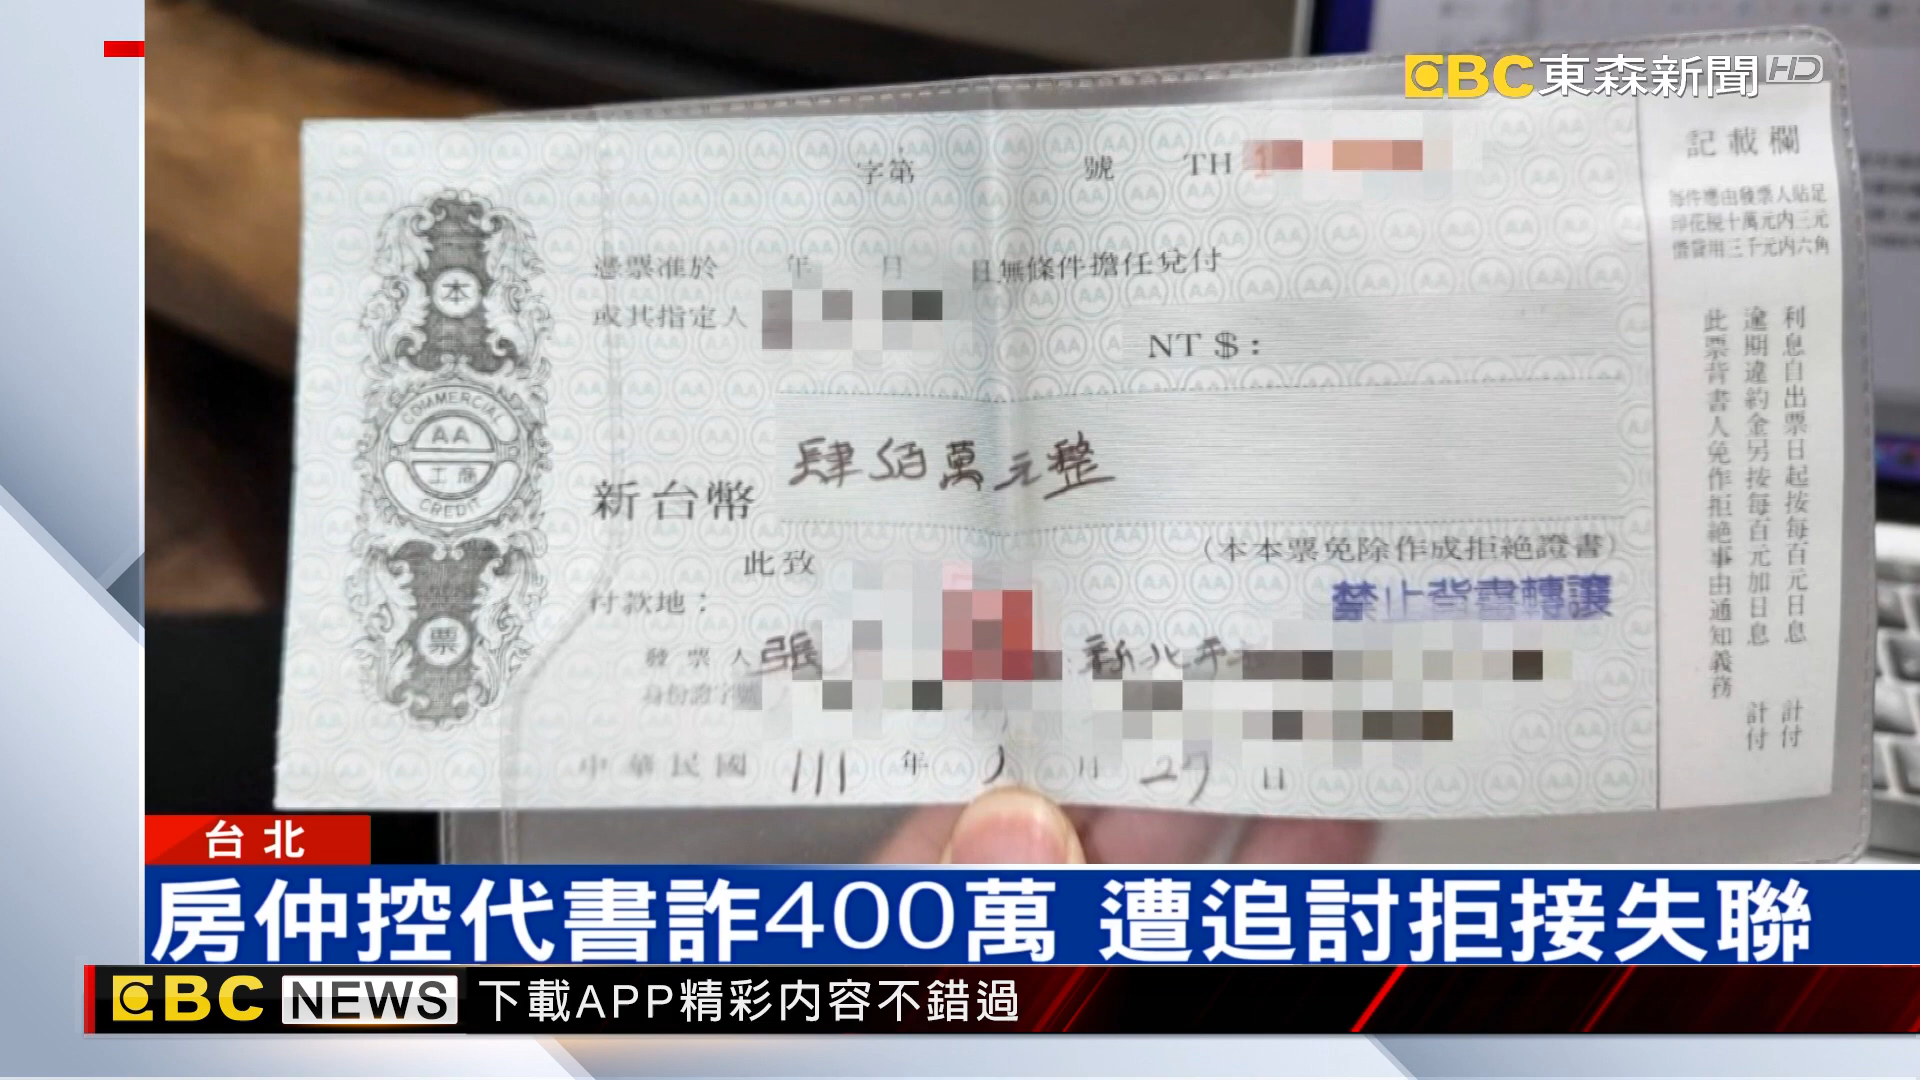 EBC東森新聞HD
字第 號 TH 1
憑票准於 年 月 日無條件擔任兌付
或其指定人
NT $:
本
COMMERCIAL
AA
工商
CREDIT
票
新台幣 肆佰萬元整
此致
(本本票免除作成拒絕證書)
禁止背書轉讓
付款地:
發票人 張 新北市
身份證字號
中華民國 111 年 月 27 日
記載欄
每件應由發票人貼足
印花稅十萬元內三元
借貸用三千元內六角
利息自出票日起按每百元日息 計付
違期違約金另按每百元加日息 計付
此票背書人免作拒絕事由通知義務
台北
房仲控代書詐400萬 遭追討拒接失聯
EBC NEWS 下載APP精彩內容不錯過